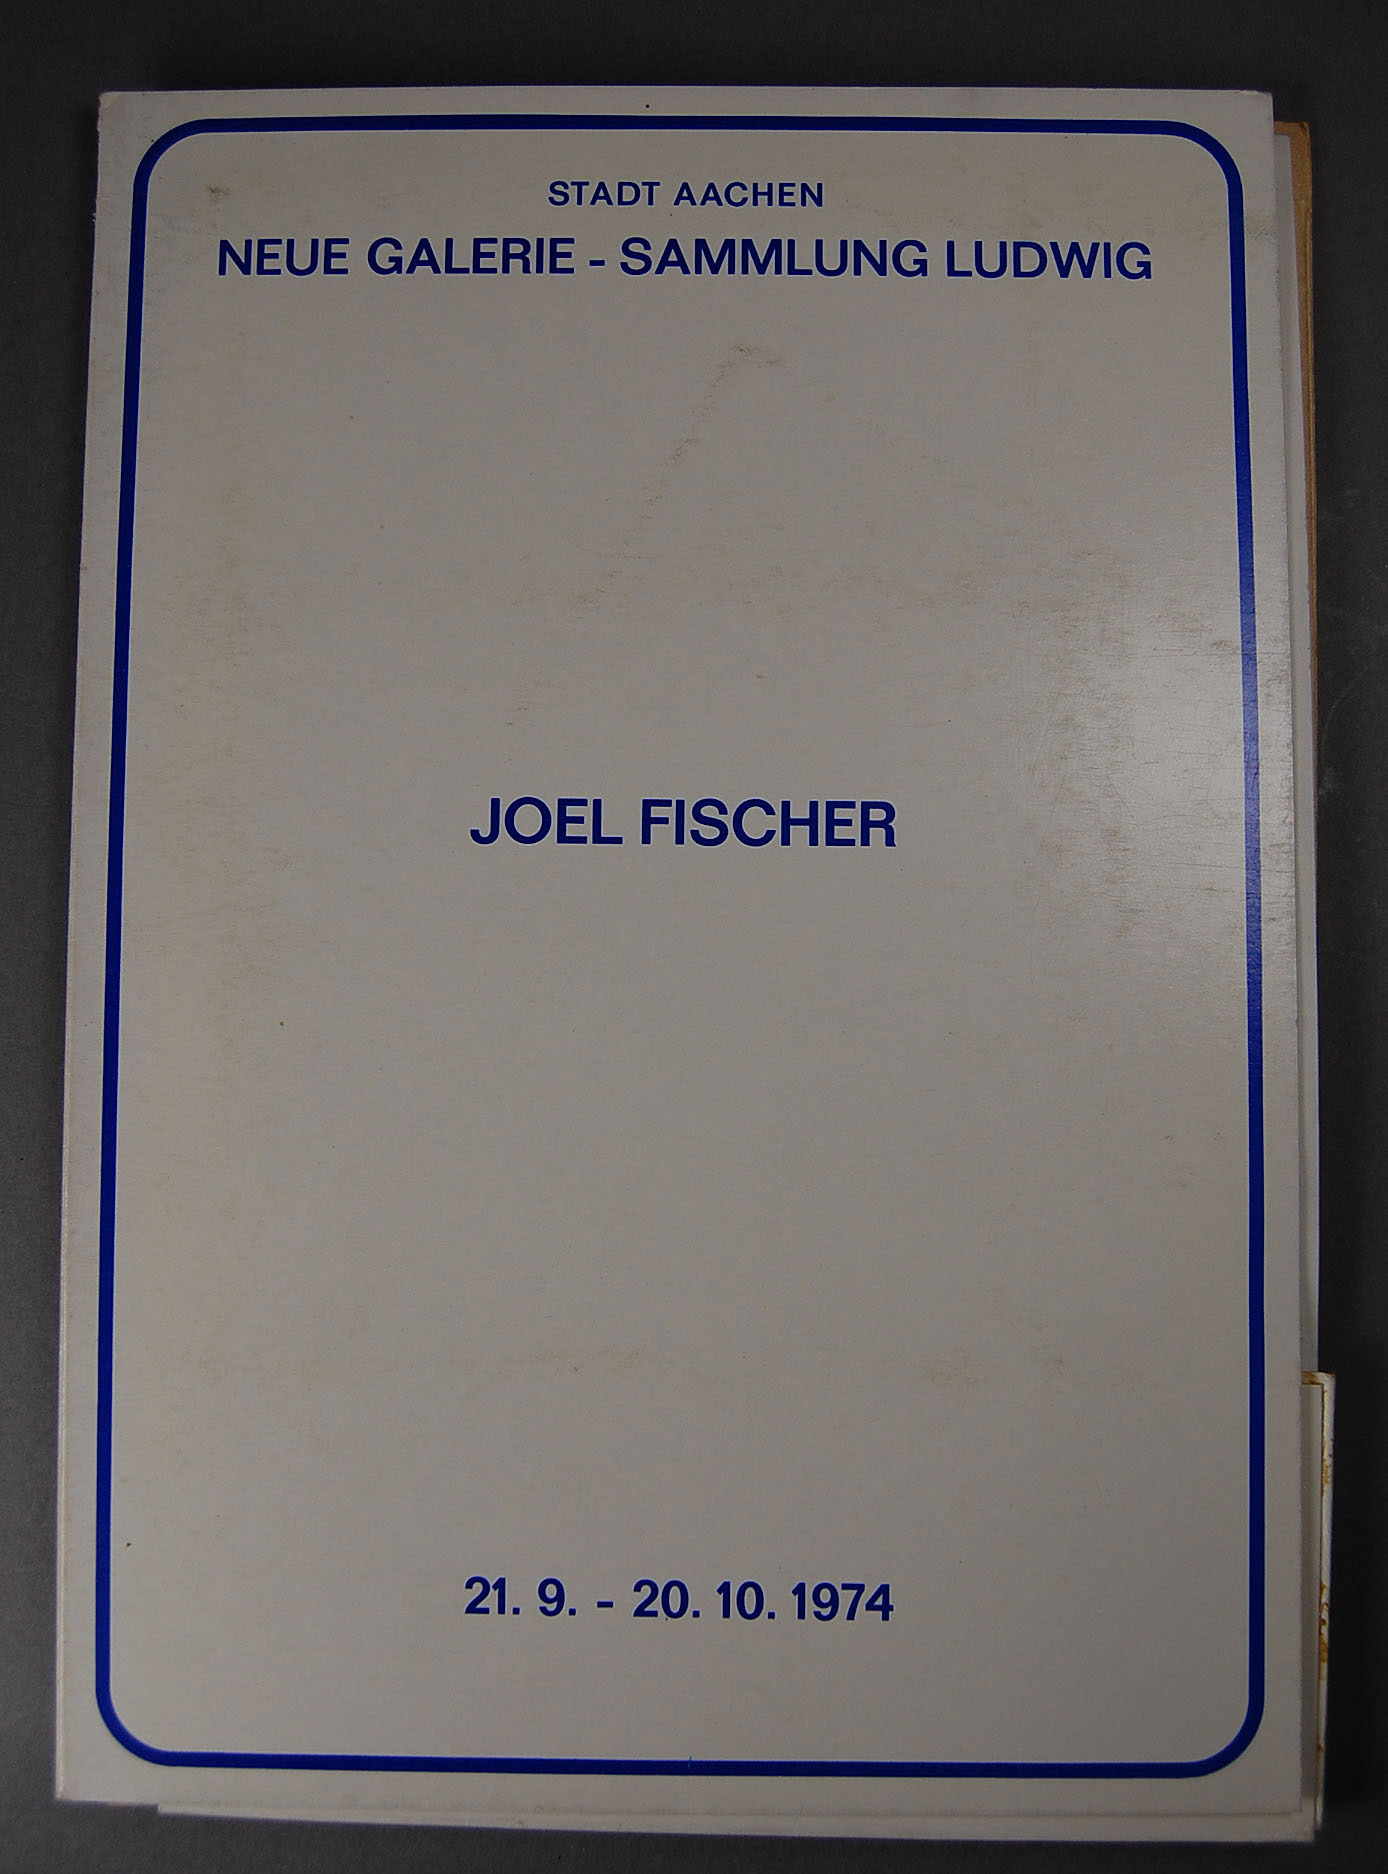 STADT AACHEN
NEUE GALERIE - SAMMLUNG LUDWIG
JOEL FISCHER
21. 9. - 20. 10. 1974